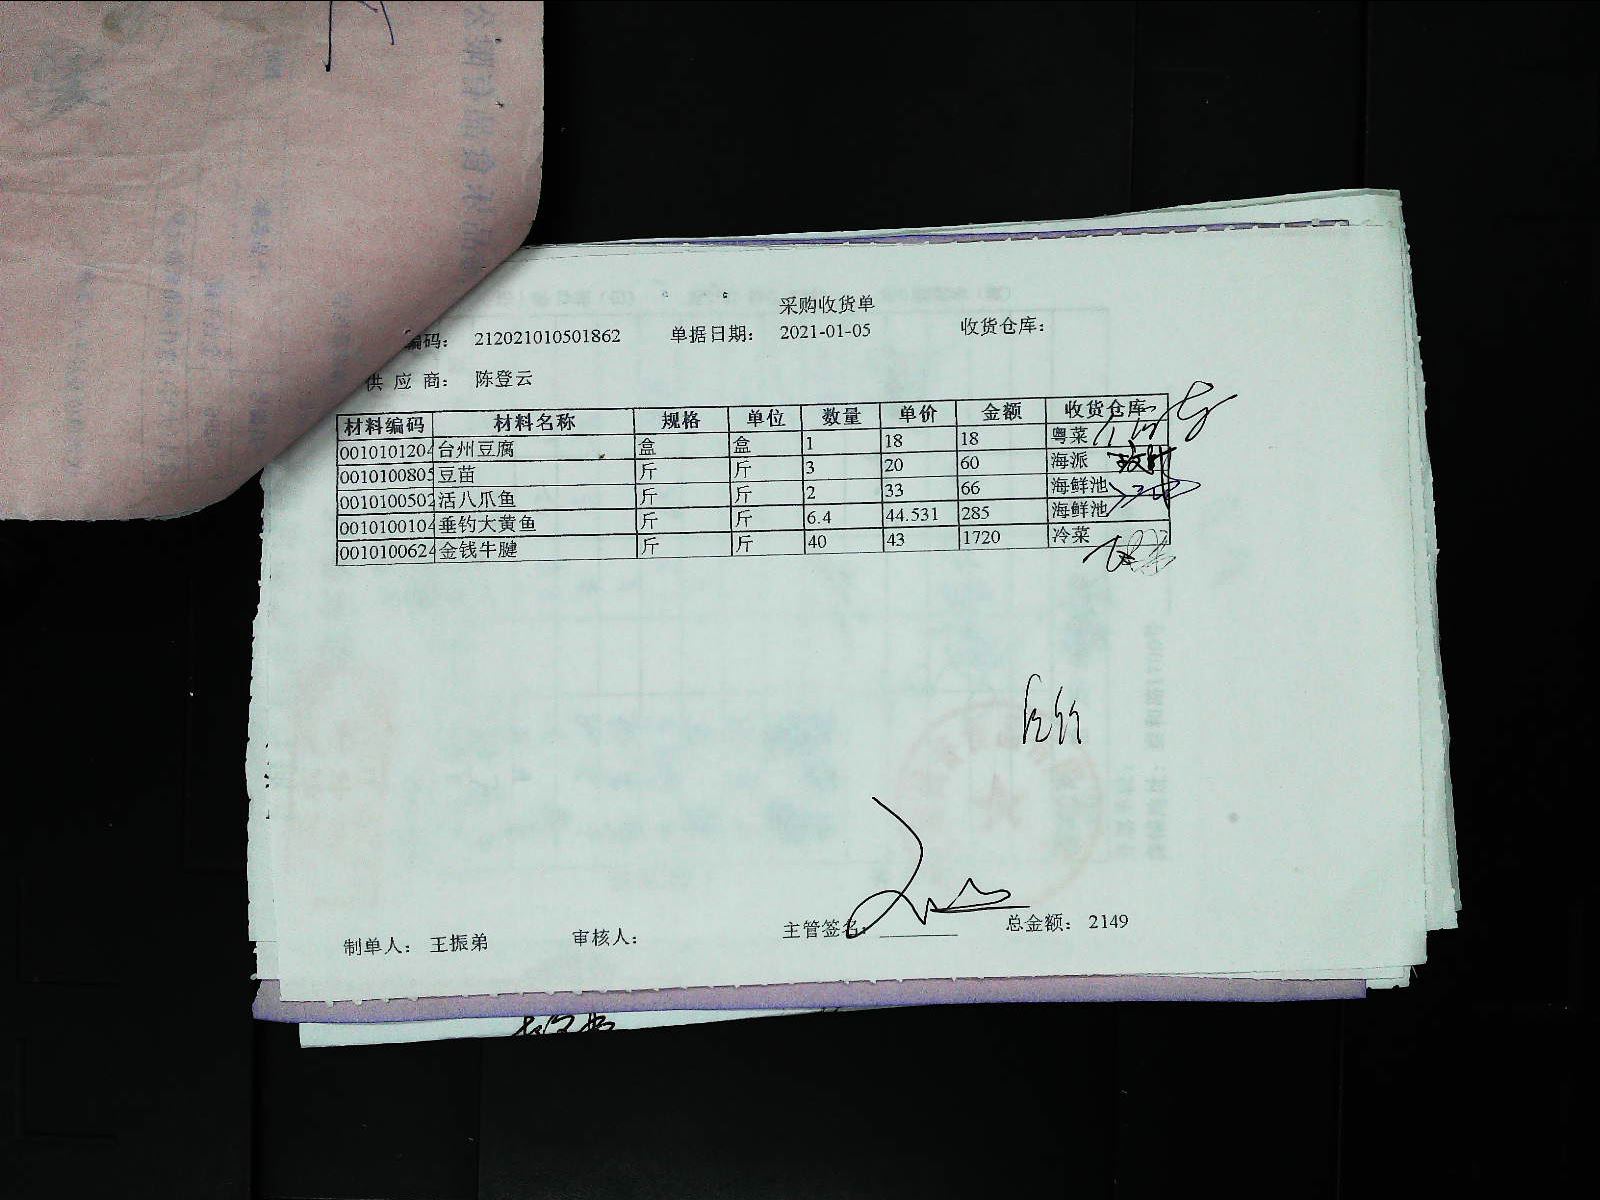 采购收货单
编码： 212021010501862 单据日期： 2021-01-05 收货仓库：
供 应 商： 陈登云
材料编码 材料名称 规格 单位 数量 单价 金额 收货仓库
0010101204 台州豆腐 盒 盒 1 18 18 粤菜
0010100805 豆苗 斤 斤 3 20 60 海派
0010100502 活八爪鱼 斤 斤 2 33 66 海鲜池
0010100104 垂钓大黄鱼 斤 斤 6.4 44.531 285 海鲜池
0010100624 金钱牛腱 斤 斤 40 43 1720 冷菜
制单人： 王振弟 审核人： 主管签名： 总金额： 2149